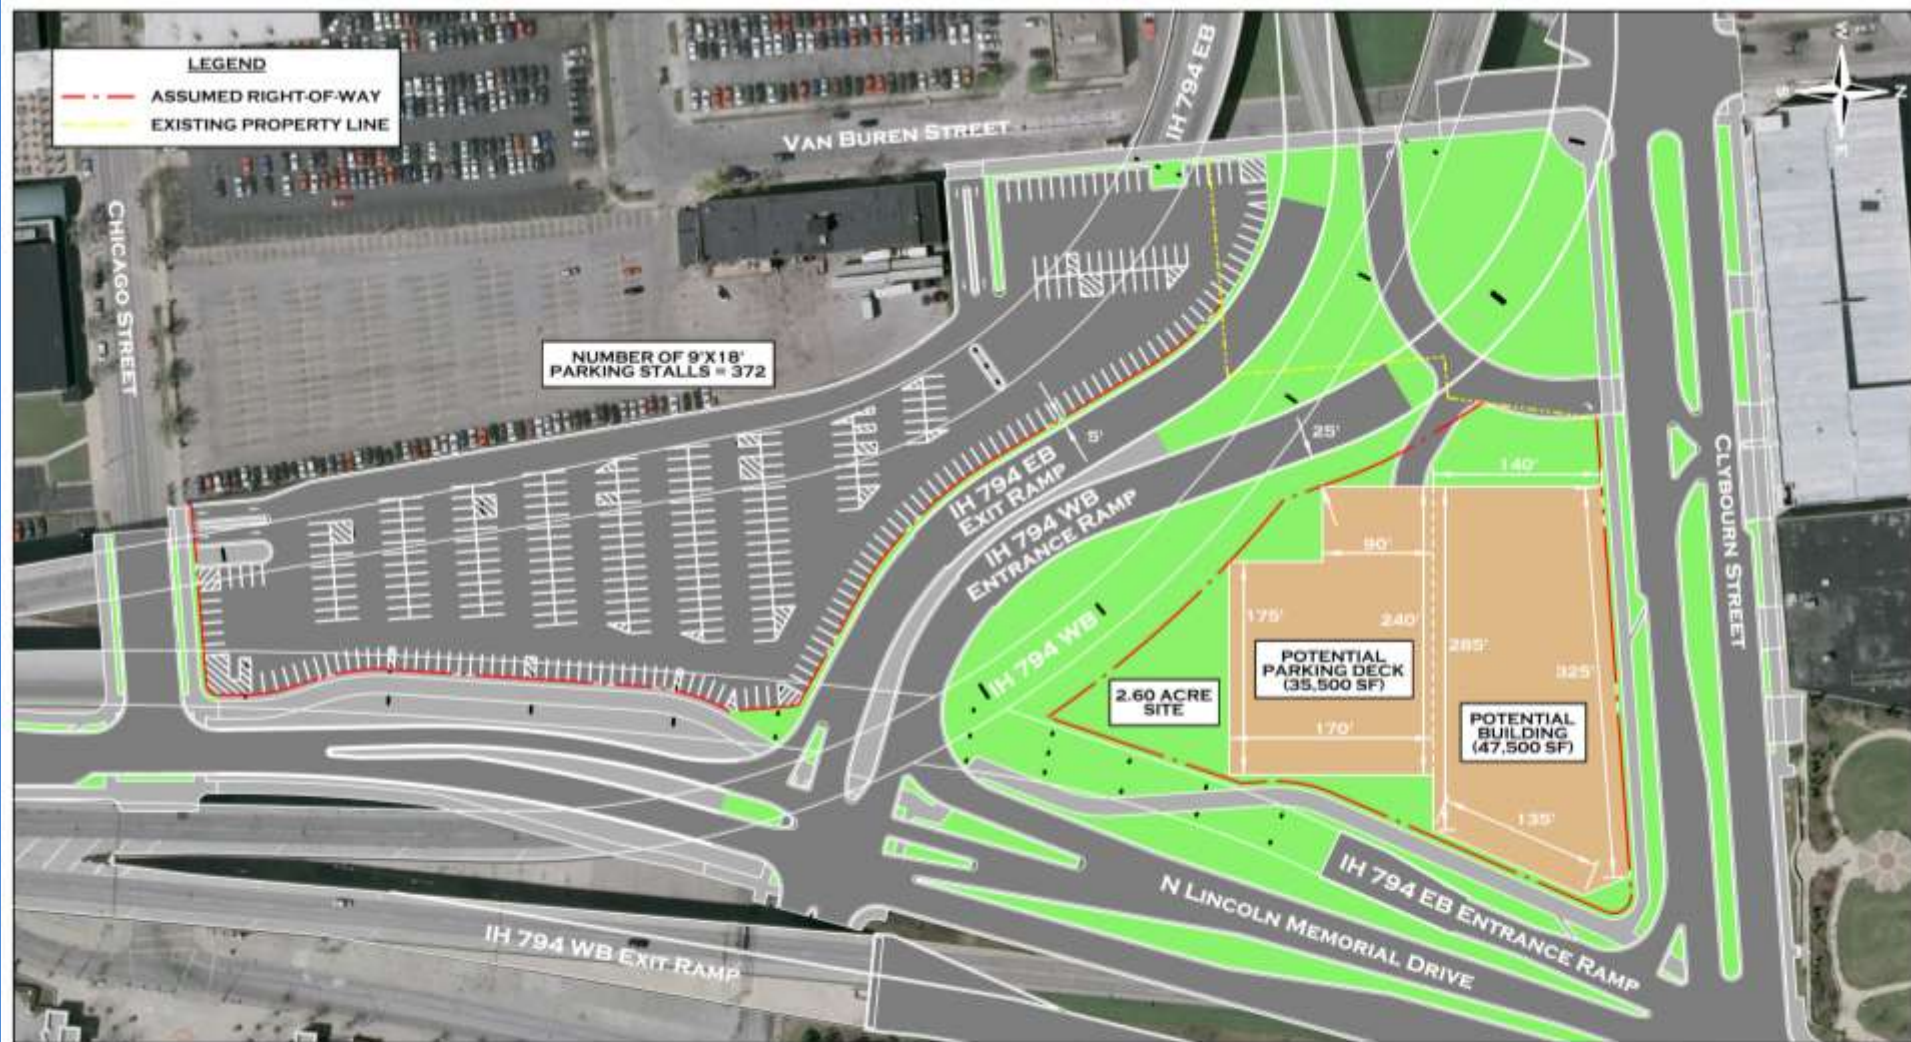 LEGEND
ASSUMED RIGHT-OF-WAY
EXISTING PROPERTY LINE
W
S
N
E
IH 794 EB
VAN BUREN STREET
CHICAGO STREET
NUMBER OF 9'X18'
PARKING STALLS = 372
5'
25'
IH 794 EB
EXIT RAMP
IH 794 WB
ENTRANCE RAMP
CLYBOURN STREET
140'
90'
175'
240'
285'
325'
IH 794 WB
2.60 ACRE
SITE
POTENTIAL
PARKING DECK
(35,500 SF)
170'
POTENTIAL
BUILDING
(47,500 SF)
135'
IH 794 EB ENTRANCE RAMP
N LINCOLN MEMORIAL DRIVE
IH 794 WB EXIT RAMP